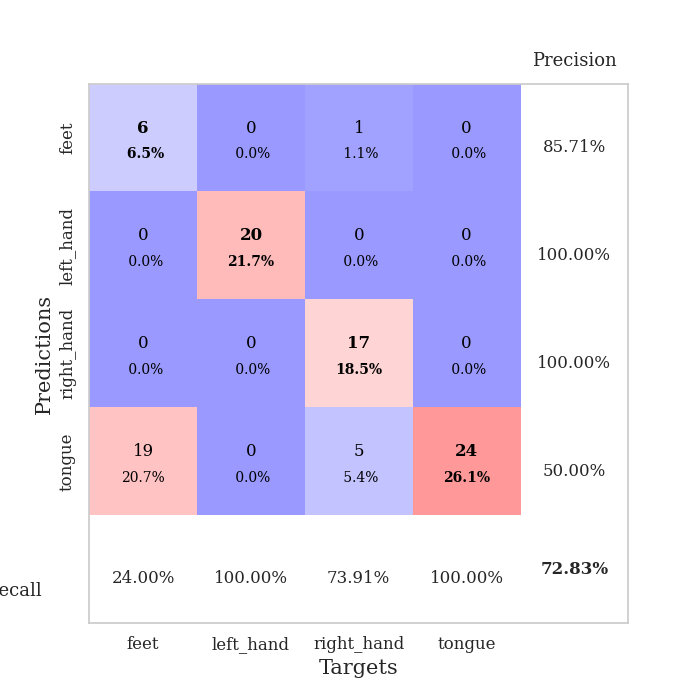 Precision
feet
6 0 1 0
6.5% 0.0% 1.1% 0.0%
85.71%
left_hand
0 20 0 0
0.0% 21.7% 0.0% 0.0%
100.00%
Predictions
right_hand
0 0 17 0
0.0% 0.0% 18.5% 0.0%
100.00%
tongue
19 0 5 24
20.7% 0.0% 5.4% 26.1%
50.00%
ecall
24.00% 100.00% 73.91% 100.00% 72.83%
feet left_hand right_hand tongue
Targets